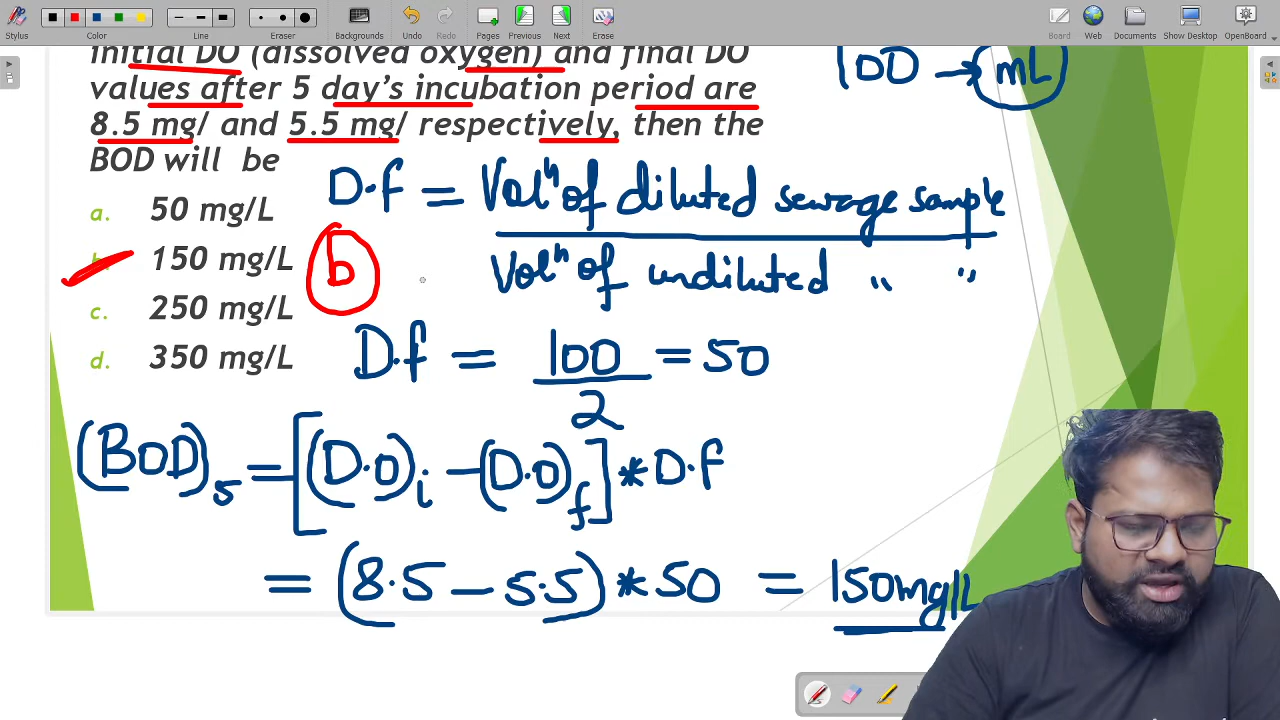 Stylus
Color
Line
Eraser
Backgrounds
Undo
Redo
Pages
Previous
Next
Erase
Board
Web
Documents
Show Desktop
OpenBoard
initial DO (dissolved oxygen) and final DO
values after 5 day's incubation period are
8.5 mg/ and 5.5 mg/ respectively, then the
BOD will be
a. 50 mg/L
b. 150 mg/L
c. 250 mg/L
d. 350 mg/L
100 → mL
D.f = Volⁿ of diluted sewage sample
Volⁿ of undiluted " "
b
D.f = 100 = 50
2
(BOD)5 = [(D.O)i - (D.O)f] * D.f
= (8.5 - 5.5) * 50 = 150mg/L